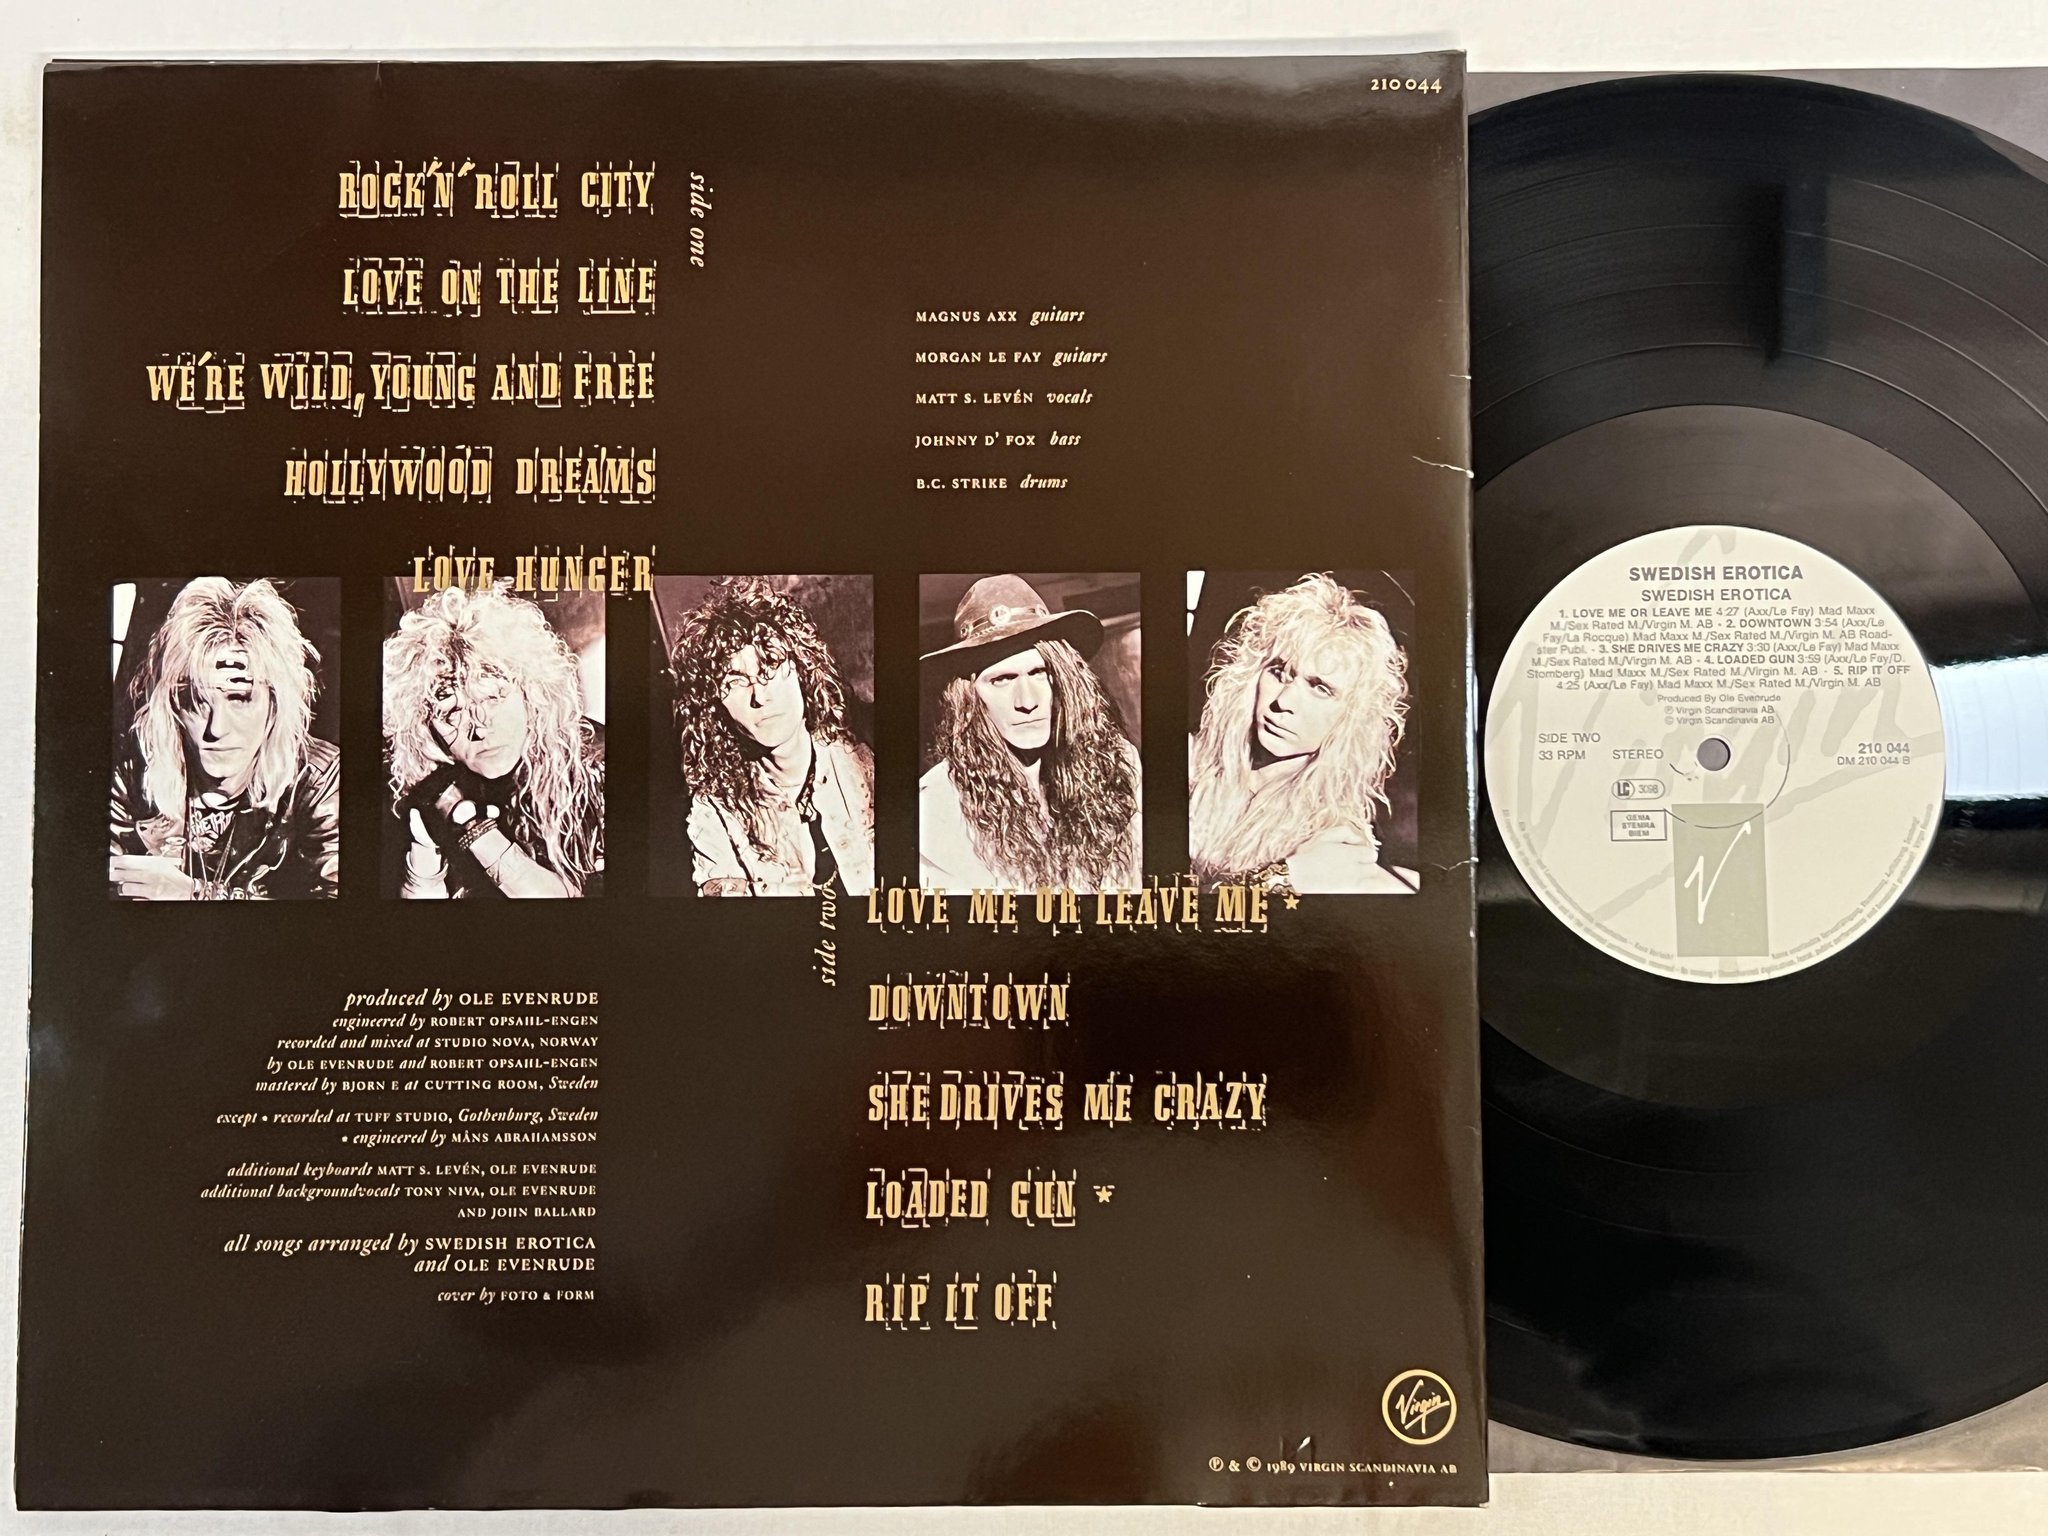 210 044
side one
ROCK'N'ROLL CITY
LOVE ON THE LINE
WE'RE WILD, YOUNG AND FREE
HOLLYWOOD DREAMS
LOVE HUNGER
MAGNUS AXX guitars
MORGAN LE FAY guitars
MATT S. LEVÉN vocals
JOHNNY D' FOX bass
B.C. STRIKE drums
side two
LOVE ME OR LEAVE ME *
DOWNTOWN
SHE DRIVES ME CRAZY
LOADED GUN *
RIP IT OFF
produced by OLE EVENRUDE
engineered by ROBERT OPSAHL-ENGEN
recorded and mixed at STUDIO NOVA, NORWAY
by OLE EVENRUDE and ROBERT OPSAHL-ENGEN
mastered by BJORN E at CUTTING ROOM, Sweden
except * recorded at TUFF STUDIO, Gothenburg, Sweden
* engineered by MÅNS ABRAHAMSSON
additional keyboards MATT S. LEVÉN, OLE EVENRUDE
additional backgroundvocals TONY NIVA, OLE EVENRUDE
AND JOHN BALLARD
all songs arranged by SWEDISH EROTICA
and OLE EVENRUDE
cover by FOTO & FORM
Virgin
℗ & © 1989 VIRGIN SCANDINAVIA AB
SWEDISH EROTICA
SWEDISH EROTICA
1. LOVE ME OR LEAVE ME 4:27 (Axx/Le Fay) Mad Maxx
M./Sex Rated M./Virgin M. AB - 2. DOWNTOWN 3:54 (Axx/Le
Fay/La Rocque) Mad Maxx M./Sex Rated M./Virgin M. AB Road-
ster Publ. - 3. SHE DRIVES ME CRAZY 3:30 (Axx/Le Fay) Mad Maxx
M./Sex Rated M./Virgin M. AB - 4. LOADED GUN 3:59 (Axx/Le Fay/D.
Stomberg) Mad Maxx M./Sex Rated M./Virgin M. AB - 5. RIP IT OFF
4:25 (Axx/Le Fay) Mad Maxx M./Sex Rated M./Virgin M. AB
Produced By Ole Evenrude
℗ Virgin Scandinavia AB
© Virgin Scandinavia AB
SIDE TWO
33 RPM STEREO
210 044
DM 210 044 B
LC 3098
GEMA
STEMRA
BIEM